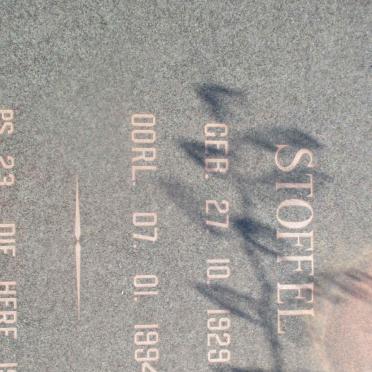 STOFFEL
GEB. 27. 10. 1929
OORL. 07. 01. 1994
PS. 23. DIE HERE